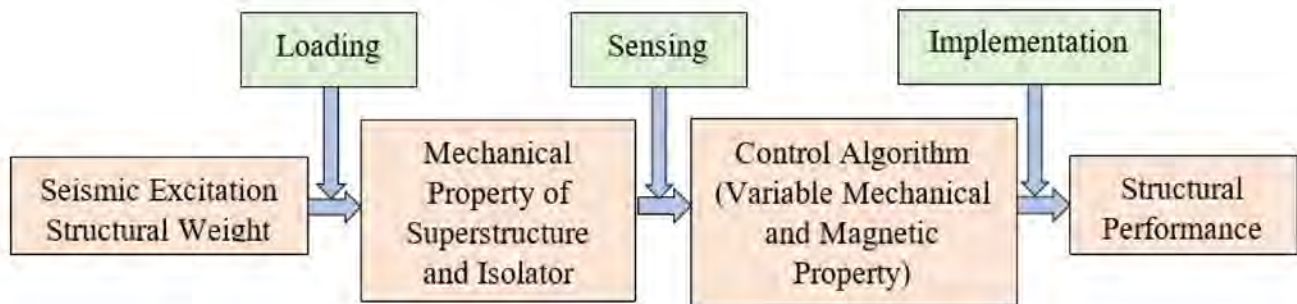 Loading
Sensing
Implementation
Seismic Excitation
Structural Weight
Mechanical
Property of
Superstructure
and Isolator
Control Algorithm
(Variable Mechanical
and Magnetic
Property)
Structural
Performance